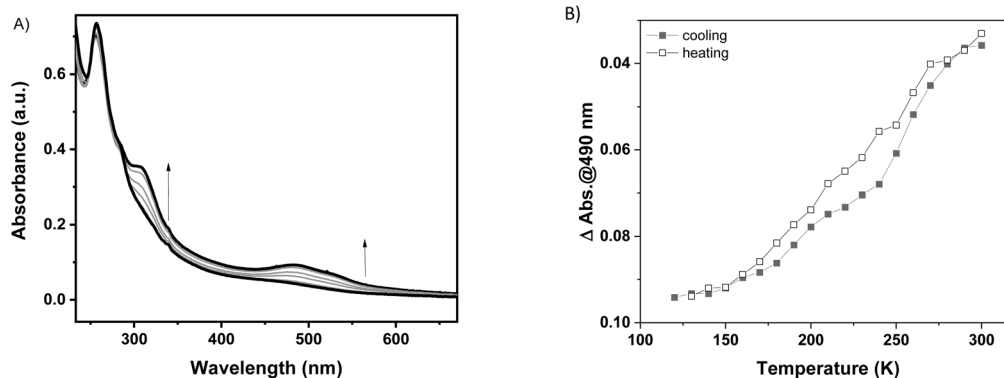 A)
Absorbance (a.u.)
0.6
0.4
0.2
0.0
300
400
500
600
Wavelength (nm)
B)
cooling
heating
Δ Abs.@490 nm
0.04
0.06
0.08
0.10
100
150
200
250
300
Temperature (K)